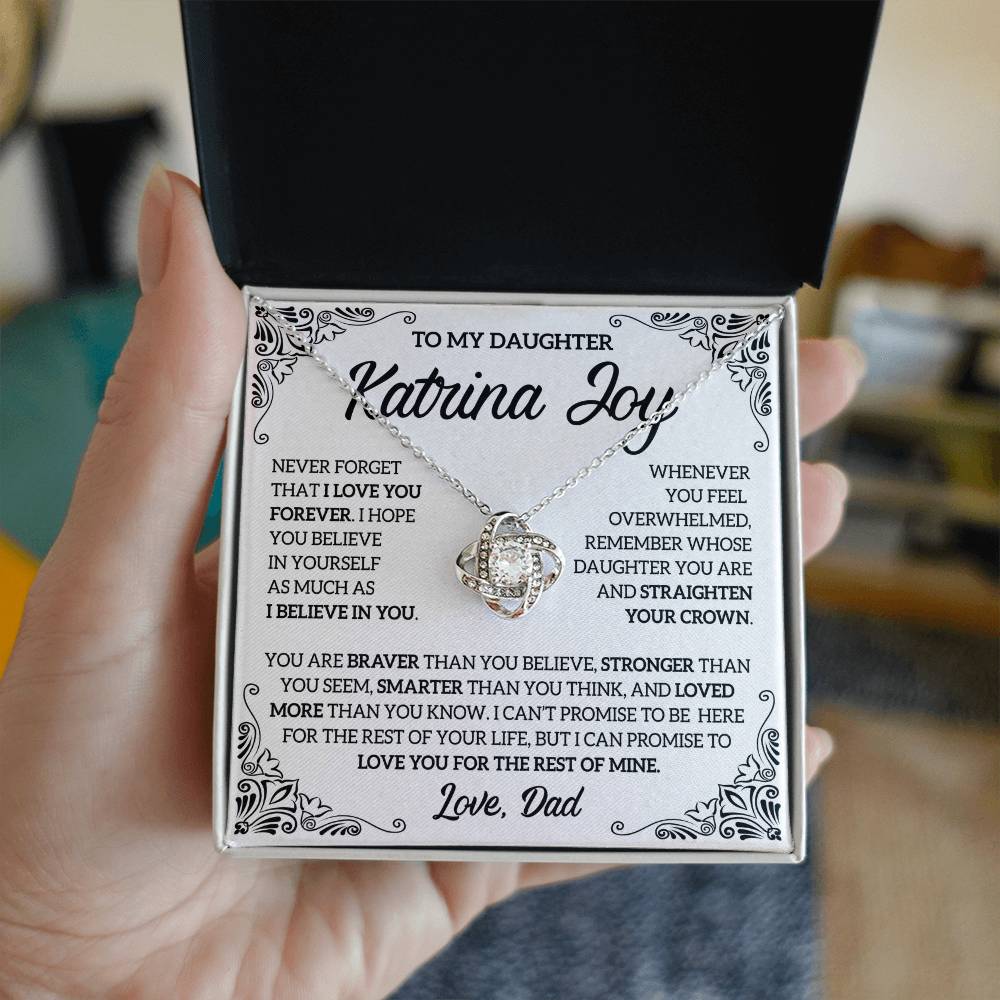 TO MY DAUGHTER
Katrina Joy
NEVER FORGET
THAT I LOVE YOU
FOREVER. I HOPE
YOU BELIEVE
IN YOURSELF
AS MUCH AS
I BELIEVE IN YOU.
WHENEVER
YOU FEEL
OVERWHELMED,
REMEMBER WHOSE
DAUGHTER YOU ARE
AND STRAIGHTEN
YOUR CROWN.
YOU ARE BRAVER THAN YOU BELIEVE, STRONGER THAN
YOU SEEM, SMARTER THAN YOU THINK, AND LOVED
MORE THAN YOU KNOW. I CAN'T PROMISE TO BE HERE
FOR THE REST OF YOUR LIFE, BUT I CAN PROMISE TO
LOVE YOU FOR THE REST OF MINE.
Love, Dad